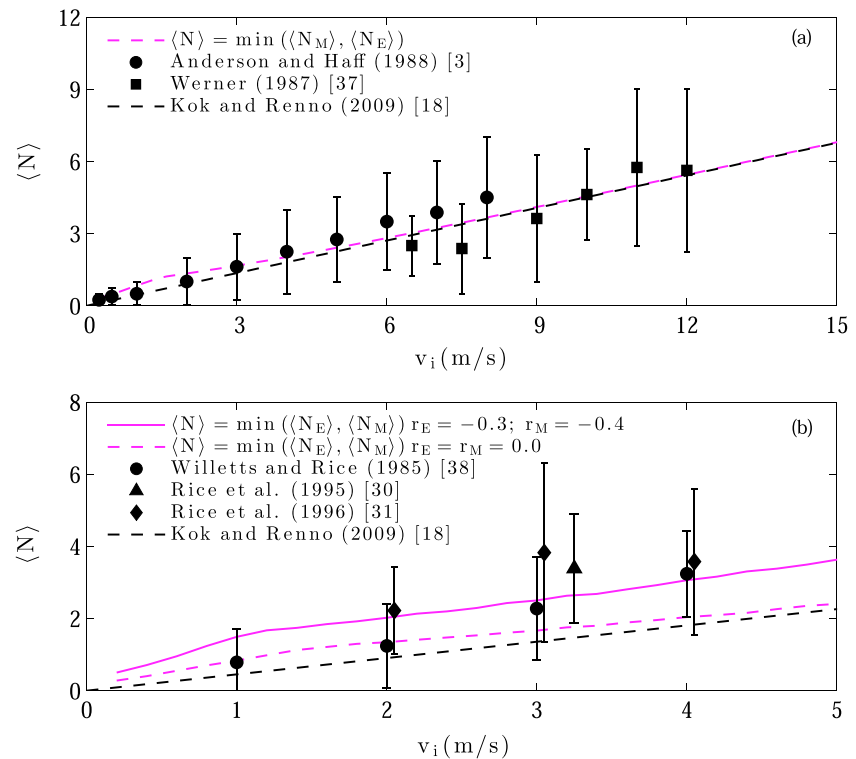 12
(a)
⟨N⟩ = min (⟨N_M⟩, ⟨N_E⟩)
Anderson and Haff (1988) [3]
9
Werner (1987) [37]
Kok and Renno (2009) [18]
⟨N⟩
6
3
0
0 3 6 9 12 15
v_i (m/s)
8
⟨N⟩ = min (⟨N_E⟩, ⟨N_M⟩) r_E = −0.3; r_M = −0.4
(b)
⟨N⟩ = min (⟨N_E⟩, ⟨N_M⟩) r_E = r_M = 0.0
Willetts and Rice (1985) [38]
6
Rice et al. (1995) [30]
Rice et al. (1996) [31]
Kok and Renno (2009) [18]
⟨N⟩
4
2
0
0 1 2 3 4 5
v_i (m/s)